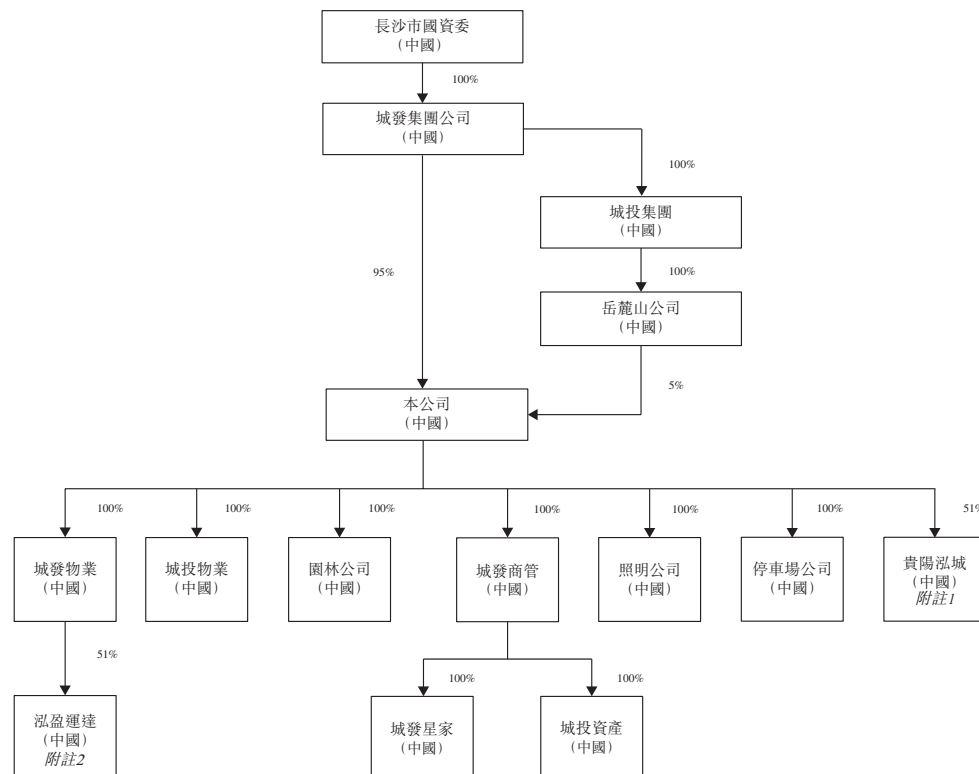 長沙市國資委
(中國)
100%
城發集團公司
(中國)
100%
城投集團
(中國)
95%
100%
岳麓山公司
(中國)
5%
本公司
(中國)
100%
100%
100%
100%
100%
100%
51%
城發物業
(中國)
城投物業
(中國)
園林公司
(中國)
城發商管
(中國)
照明公司
(中國)
停車場公司
(中國)
貴陽泓城
(中國)
附註1
51%
100%
100%
泓盈運達
(中國)
附註2
城發星家
(中國)
城投資產
(中國)